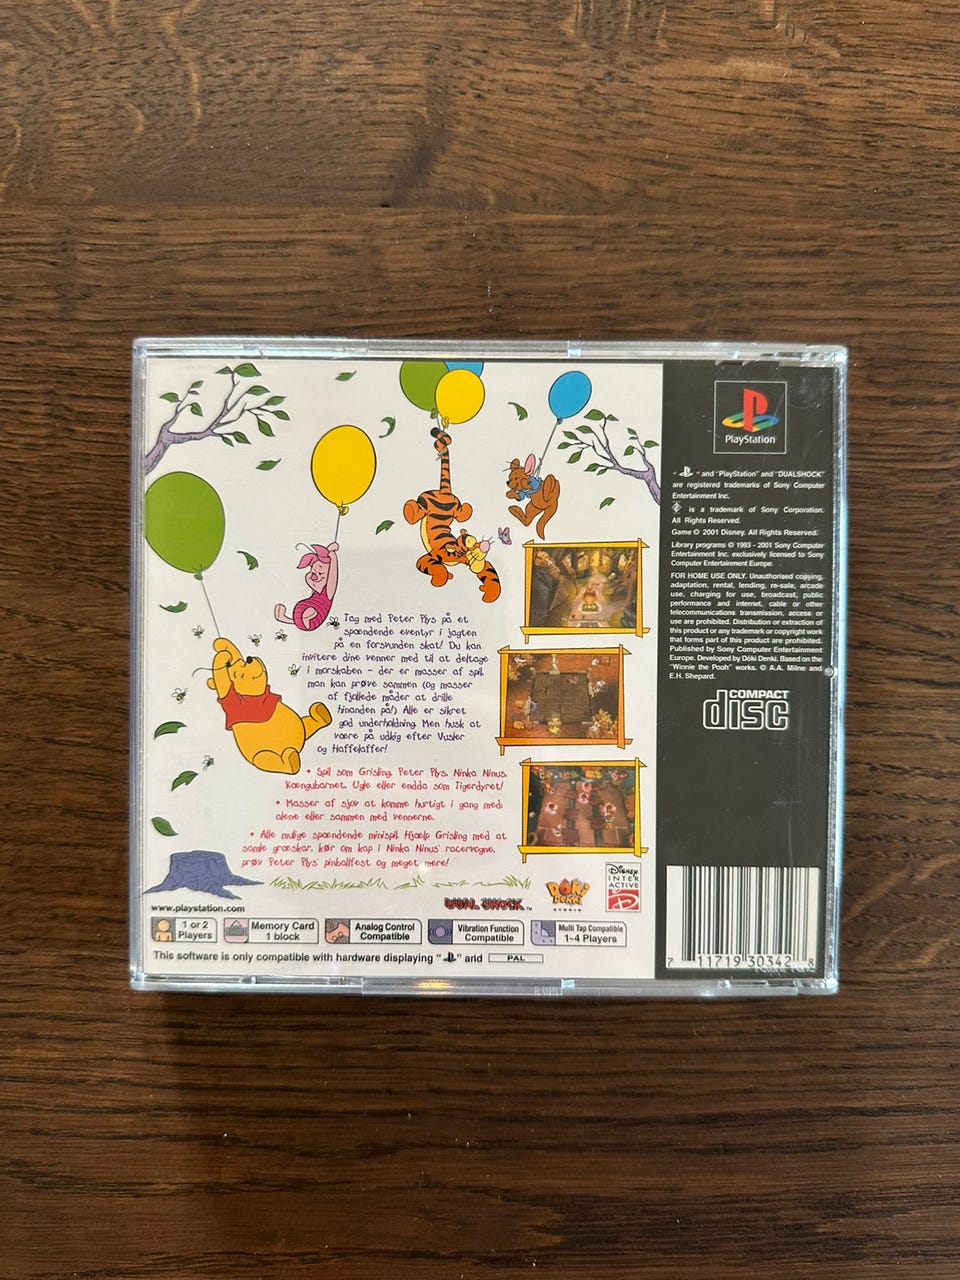 Tag med Peter Plys på et
spændende eventyr i jagten
på en forsvunden skat! Du kan
invitere dine venner med til at deltage
i morskaben - der er masser af spil
man kan prøve sammen (og masser
af fjollede måder at drille
hinanden på!) Alle er sikret
god underholdning. Men husk at
være på udkig efter Vusler
og Haffelaffer!
• Spil som Grisling, Peter Plys, Ninka Ninus,
Kængubarnet, Ugle eller endda som Tigerdyret!
• Masser af sjov at komme hurtigt i gang med:
alene eller sammen med vennerne.
• Alle mulige spændende minispil. Hjælp Grisling med at
samle græskar, kør om kap i Ninka Ninus' racervogne,
prøv Peter Plys' pinballfest og meget mere!
www.playstation.com
DUAL SHOCK™
DOKI
DENKI
STUDIO
DISNEY
INTER
ACTIVE
1 or 2
Players
Memory Card
1 block
Analog Control
Compatible
Vibration Function
Compatible
Multi Tap Compatible
1-4 Players
This software is only compatible with hardware displaying " " and PAL
PlayStation
" " and "PlayStation" and "DUALSHOCK"
are registered trademarks of Sony Computer
Entertainment Inc.
is a trademark of Sony Corporation.
All Rights Reserved.
Game © 2001 Disney. All Rights Reserved.
Library programs © 1993 - 2001 Sony Computer
Entertainment Inc. exclusively licensed to Sony
Computer Entertainment Europe.
FOR HOME USE ONLY. Unauthorised copying,
adaptation, rental, lending, re-sale, arcade
use, charging for use, broadcast, public
performance and internet, cable or other
telecommunications transmission, access or
use are prohibited. Distribution or extraction of
this product or any trademark or copyright work
that forms part of this product are prohibited.
Published by Sony Computer Entertainment
Europe. Developed by Döki Denki. Based on the
"Winnie the Pooh" works. © A.A. Milne and
E.H. Shepard.
COMPACT
disc
7 11719 30342 8